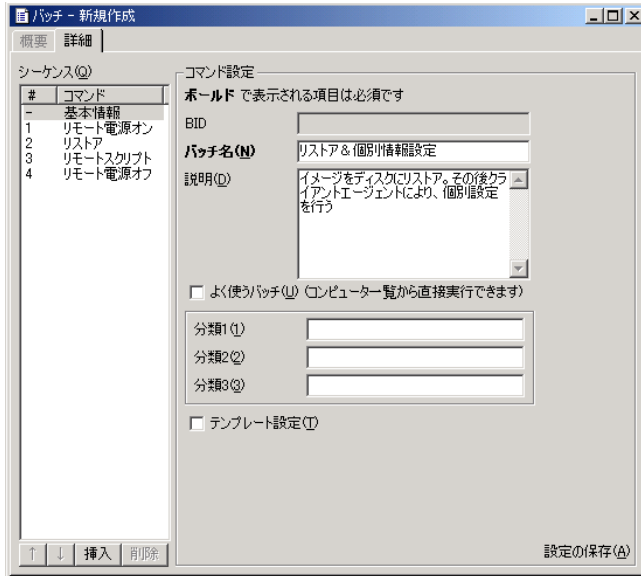 バッチ - 新規作成
概要 詳細
シーケンス(Q)
# コマンド
- 基本情報
1 リモート電源オン
2 リストア
3 リモートスクリプト
4 リモート電源オフ
↑ ↓ 挿入 削除
コマンド設定
ボールド で表示される項目は必須です
BID
バッチ名(N) リストア&個別情報設定
説明(D) イメージをディスクにリストア。その後クラ
イアントエージェントにより、個別設定
を行う
よく使うバッチ(U) (コンピューター覧から直接実行できます)
分類1(1)
分類2(2)
分類3(3)
テンプレート設定(T)
設定の保存(A)